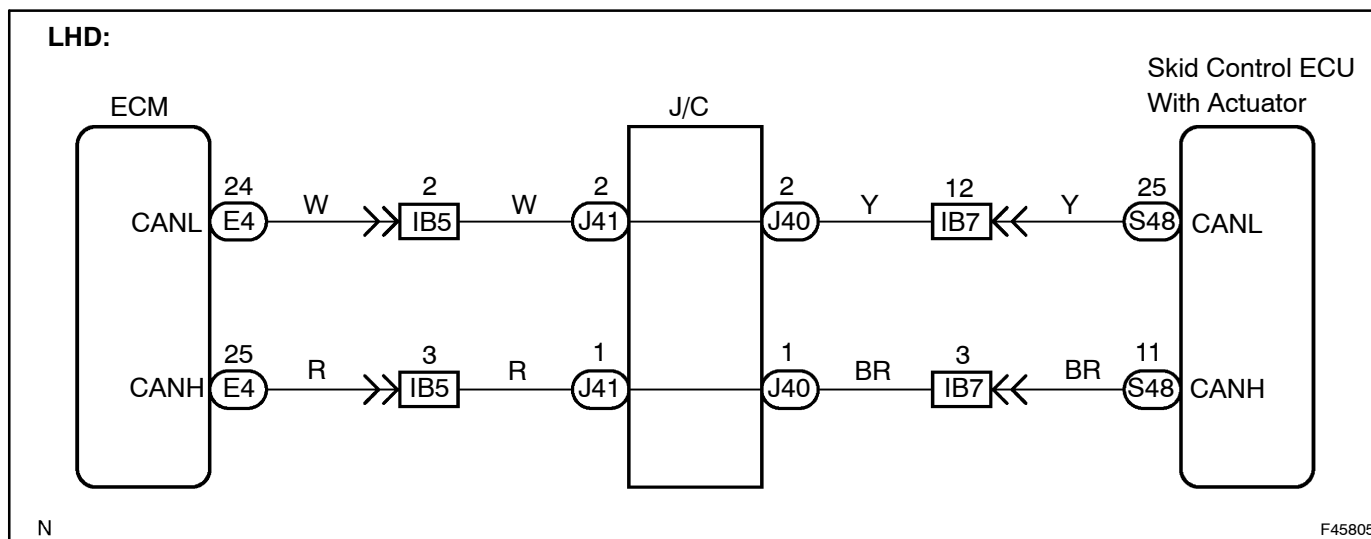 LHD:
Skid Control ECU
With Actuator
ECM
J/C
24
W
2
W
2
2
Y
12
Y
25
CANL
E4
IB5
J41
J40
IB7
S48
CANL
25
R
3
R
1
1
BR
3
BR
11
CANH
E4
IB5
J41
J40
IB7
S48
CANH
N
F45805